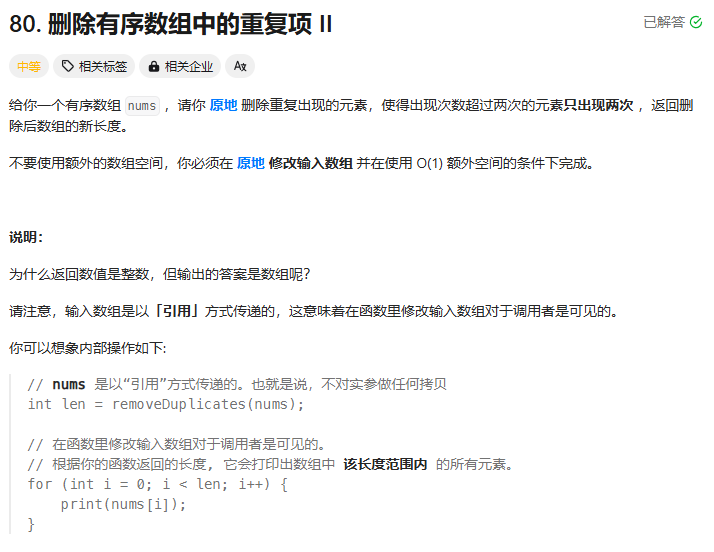 80. 删除有序数组中的重复项 II
已解答
中等 相关标签 相关企业 Aあ
给你一个有序数组 nums ，请你 原地 删除重复出现的元素，使得出现次数超过两次的元素只出现两次 ，返回删
除后数组的新长度。
不要使用额外的数组空间，你必须在 原地 修改输入数组 并在使用 O(1) 额外空间的条件下完成。
说明：
为什么返回数值是整数，但输出的答案是数组呢？
请注意，输入数组是以「引用」方式传递的，这意味着在函数里修改输入数组对于调用者是可见的。
你可以想象内部操作如下:
// nums 是以“引用”方式传递的。也就是说，不对实参做任何拷贝
int len = removeDuplicates(nums);
// 在函数里修改输入数组对于调用者是可见的。
// 根据你的函数返回的长度, 它会打印出数组中 该长度范围内 的所有元素。
for (int i = 0; i < len; i++) {
    print(nums[i]);
}